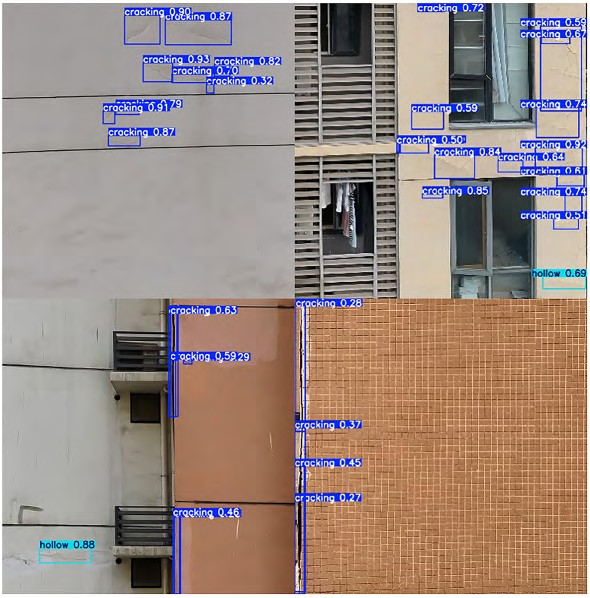 cracking 0.90
cracking 0.87
cracking 0.93
cracking 0.82
cracking 0.70
cracking 0.32
cracking 0.91
cracking 0.87
cracking 0.72
cracking 0.59
cracking 0.67
cracking 0.74
cracking 0.59
cracking 0.50
cracking 0.84
cracking 0.64
cracking 0.92
cracking 0.61
cracking 0.85
cracking 0.74
cracking 0.51
hollow 0.69
cracking 0.63
cracking 0.59
cracking 0.46
hollow 0.88
cracking 0.28
cracking 0.37
cracking 0.45
cracking 0.27